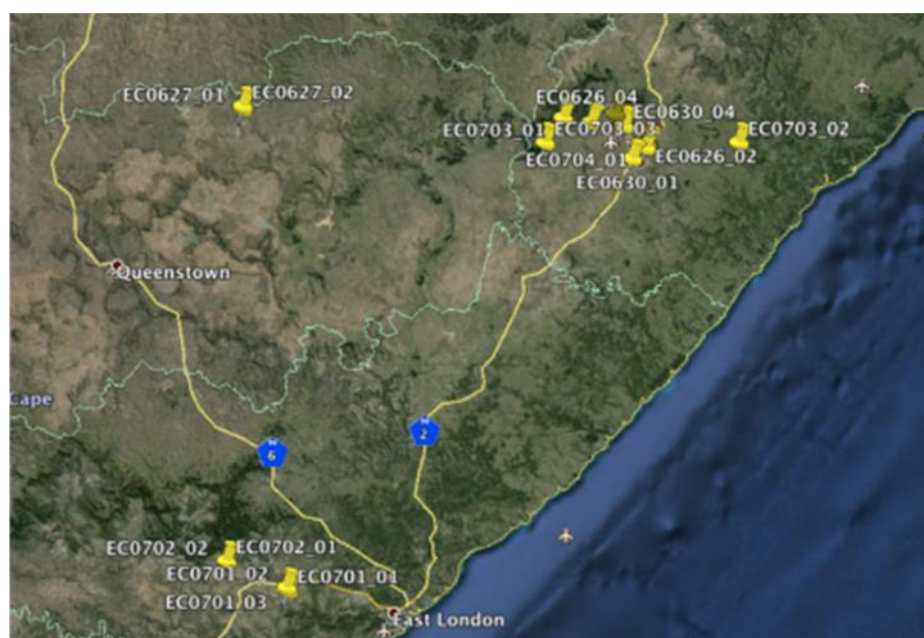 EC0627_01 EC0627_02
EC0626_04
EC0630_04
EC0703_01 EC0703_03 EC0703_02
EC0704_01 EC0626_02
EC0630_01
Queenstown
Cape
N
2
N
6
EC0702_02 EC0702_01
EC0701_02 EC0701_01
EC0701_03
East London